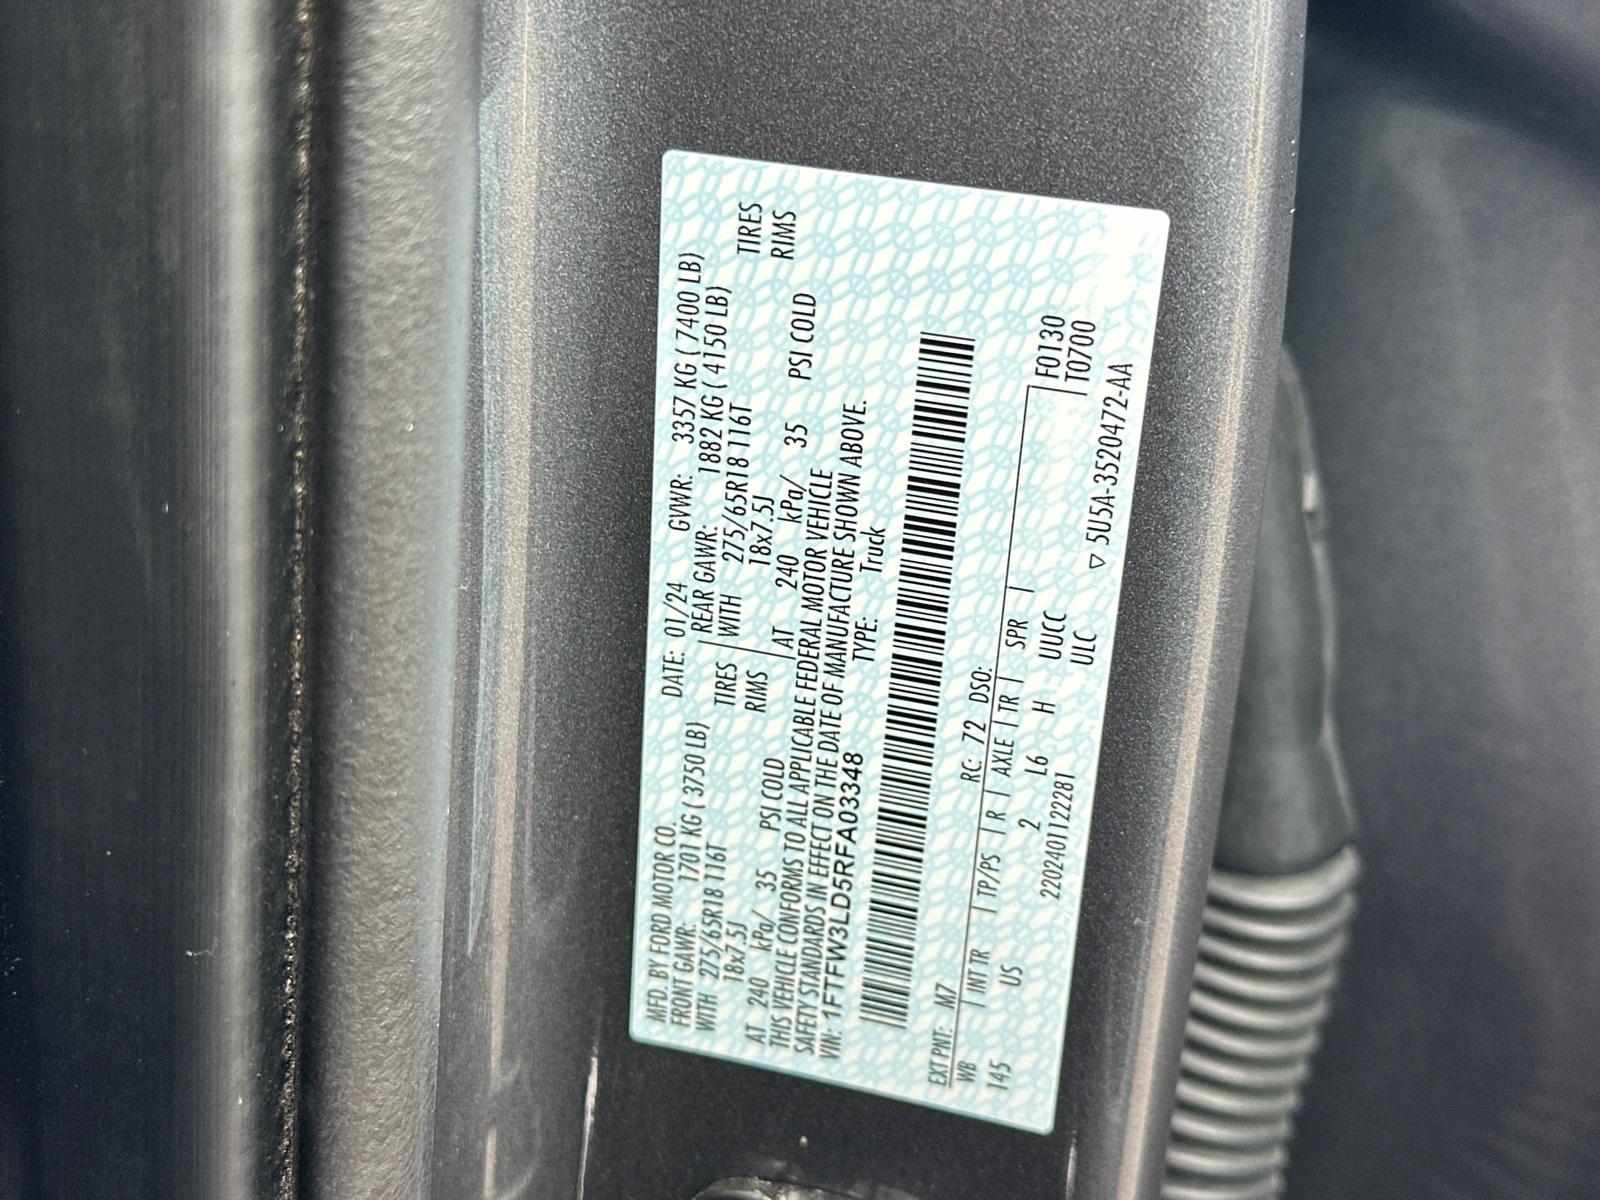 MFD. BY FORD MOTOR CO.
DATE: 01/24 GVWR: 3357 KG ( 7400 LB)
FRONT GAWR: 1701 KG ( 3750 LB)
REAR GAWR: 1882 KG ( 4150 LB)
WITH 275/65R18 116T TIRES
WITH 275/65R18 116T TIRES
18x7.5J RIMS
18x7.5J RIMS
AT 240 kPa/ 35 PSI COLD
AT 240 kPa/ 35 PSI COLD
THIS VEHICLE CONFORMS TO ALL APPLICABLE FEDERAL MOTOR VEHICLE
SAFETY STANDARDS IN EFFECT ON THE DATE OF MANUFACTURE SHOWN ABOVE.
VIN: 1FTFW3LD5RFA03348 TYPE: Truck
EXT PNT: M7 RC: 72 DSO:
WB | INT TR | TP/PS | R | AXLE | TR | SPR |
F0130
145 US 2 L6 H UUCC
T0700
220240112228T ULC
▽ 5U5A-3520472-AA